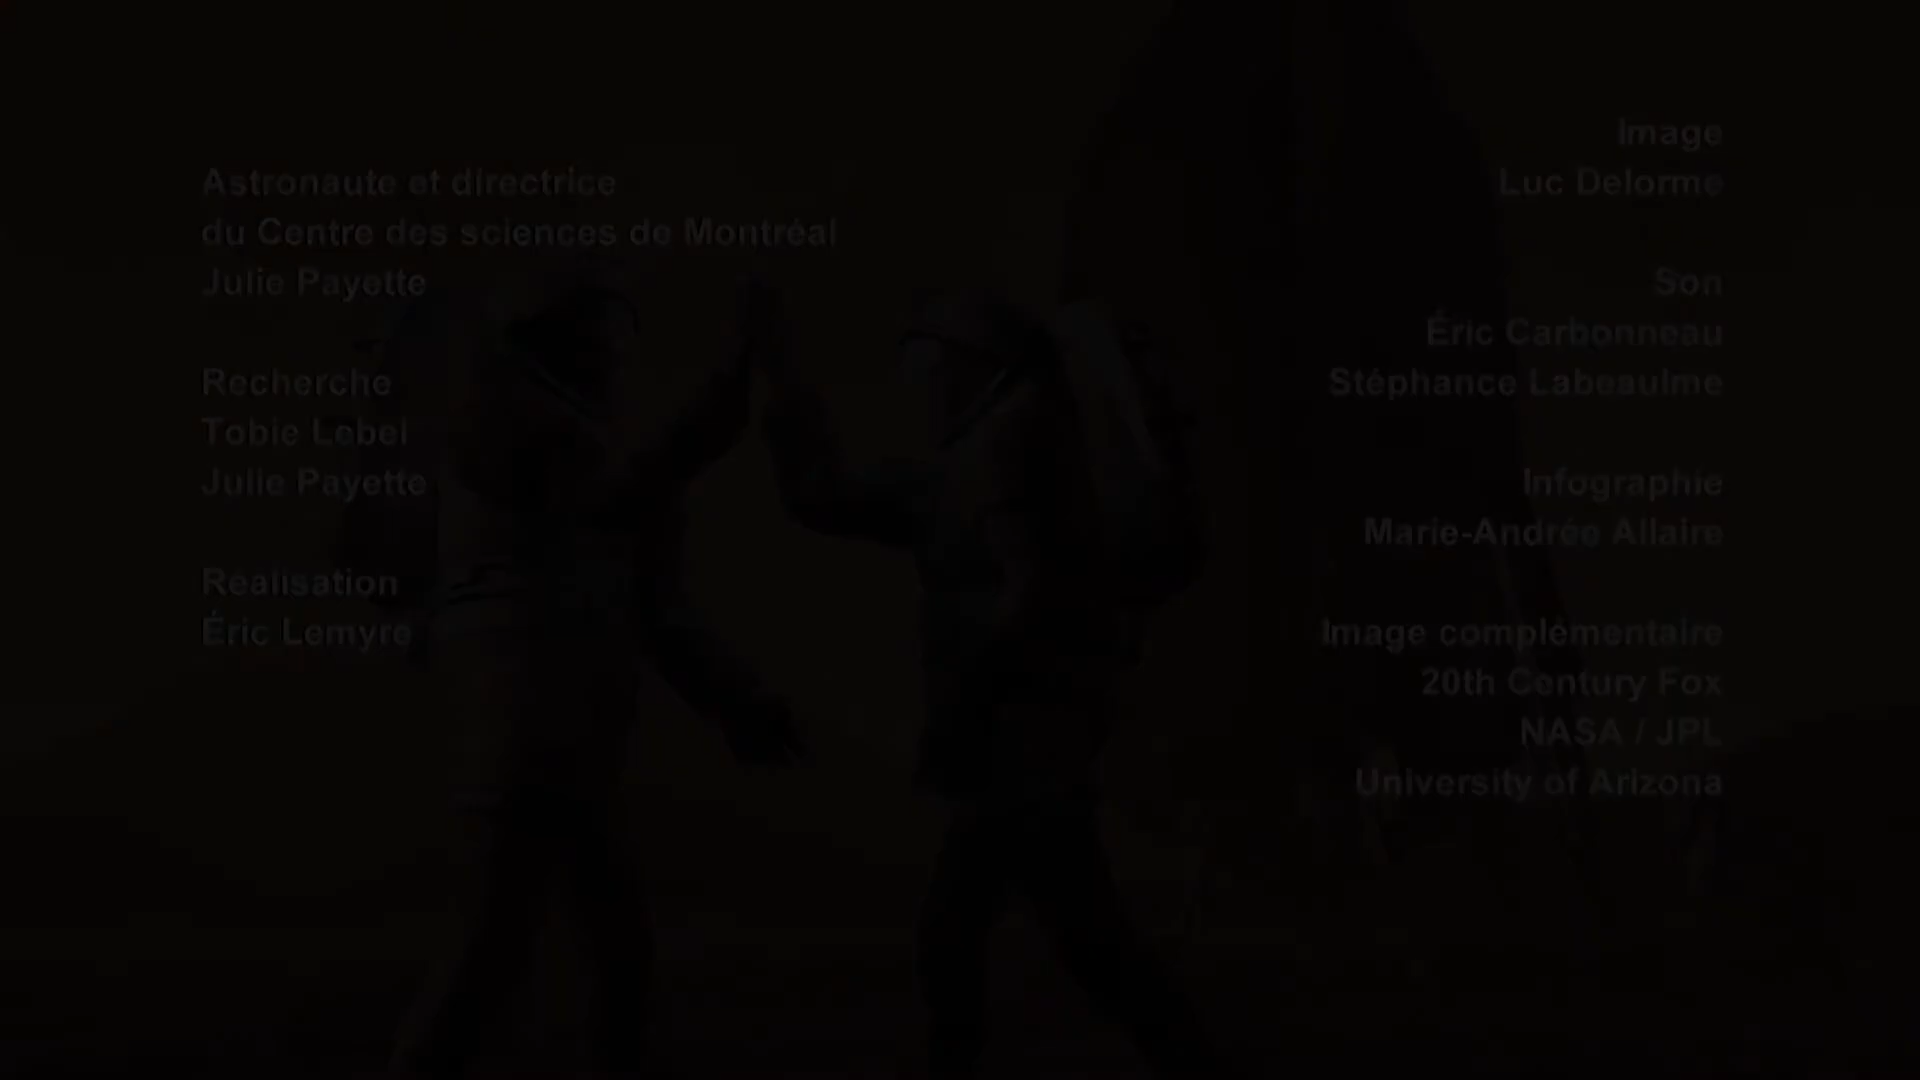 Astronaute et directrice
du Centre des sciences de Montréal
Julie Payette
Recherche
Tobie Lebel
Julie Payette
Réalisation
Éric Lemyre
Image
Luc Delorme
Son
Éric Carbonneau
Stéphance Labeaulme
Infographie
Marie-Andrée Allaire
Image complémentaire
20th Century Fox
NASA / JPL
University of Arizona